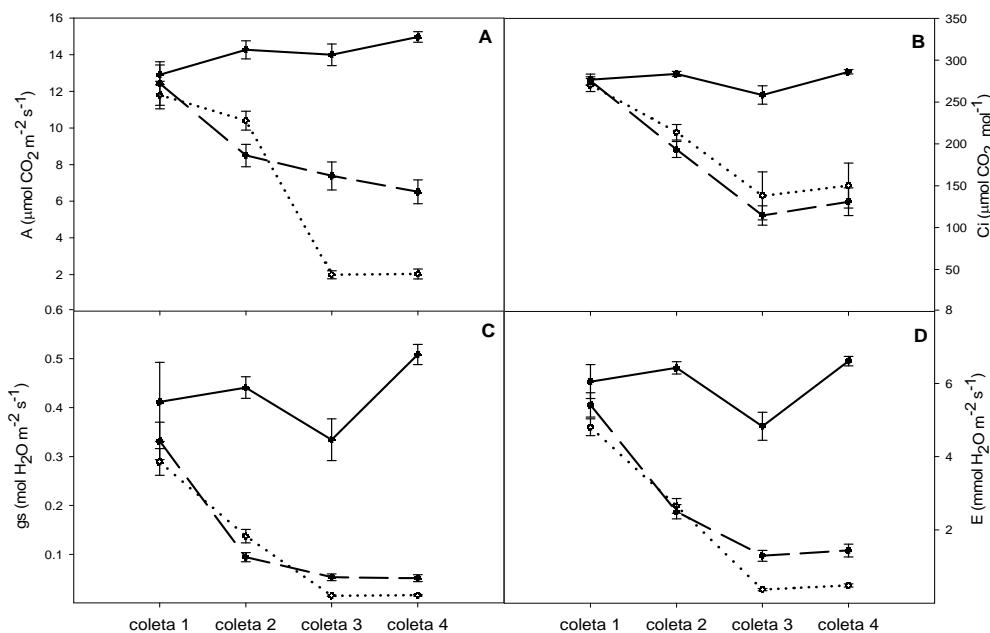 16
14
12
10
8
6
4
2
A (μmol CO2 m-2 s-1)
A
350
300
250
200
150
100
50
Ci (μmol CO2 mol-1)
B
0.6
0.5
0.4
0.3
0.2
0.1
gs (mol H2O m-2 s-1)
C
8
6
4
2
E (mmol H2O m-2 s-1)
D
coleta 1 coleta 2 coleta 3 coleta 4
coleta 1 coleta 2 coleta 3 coleta 4